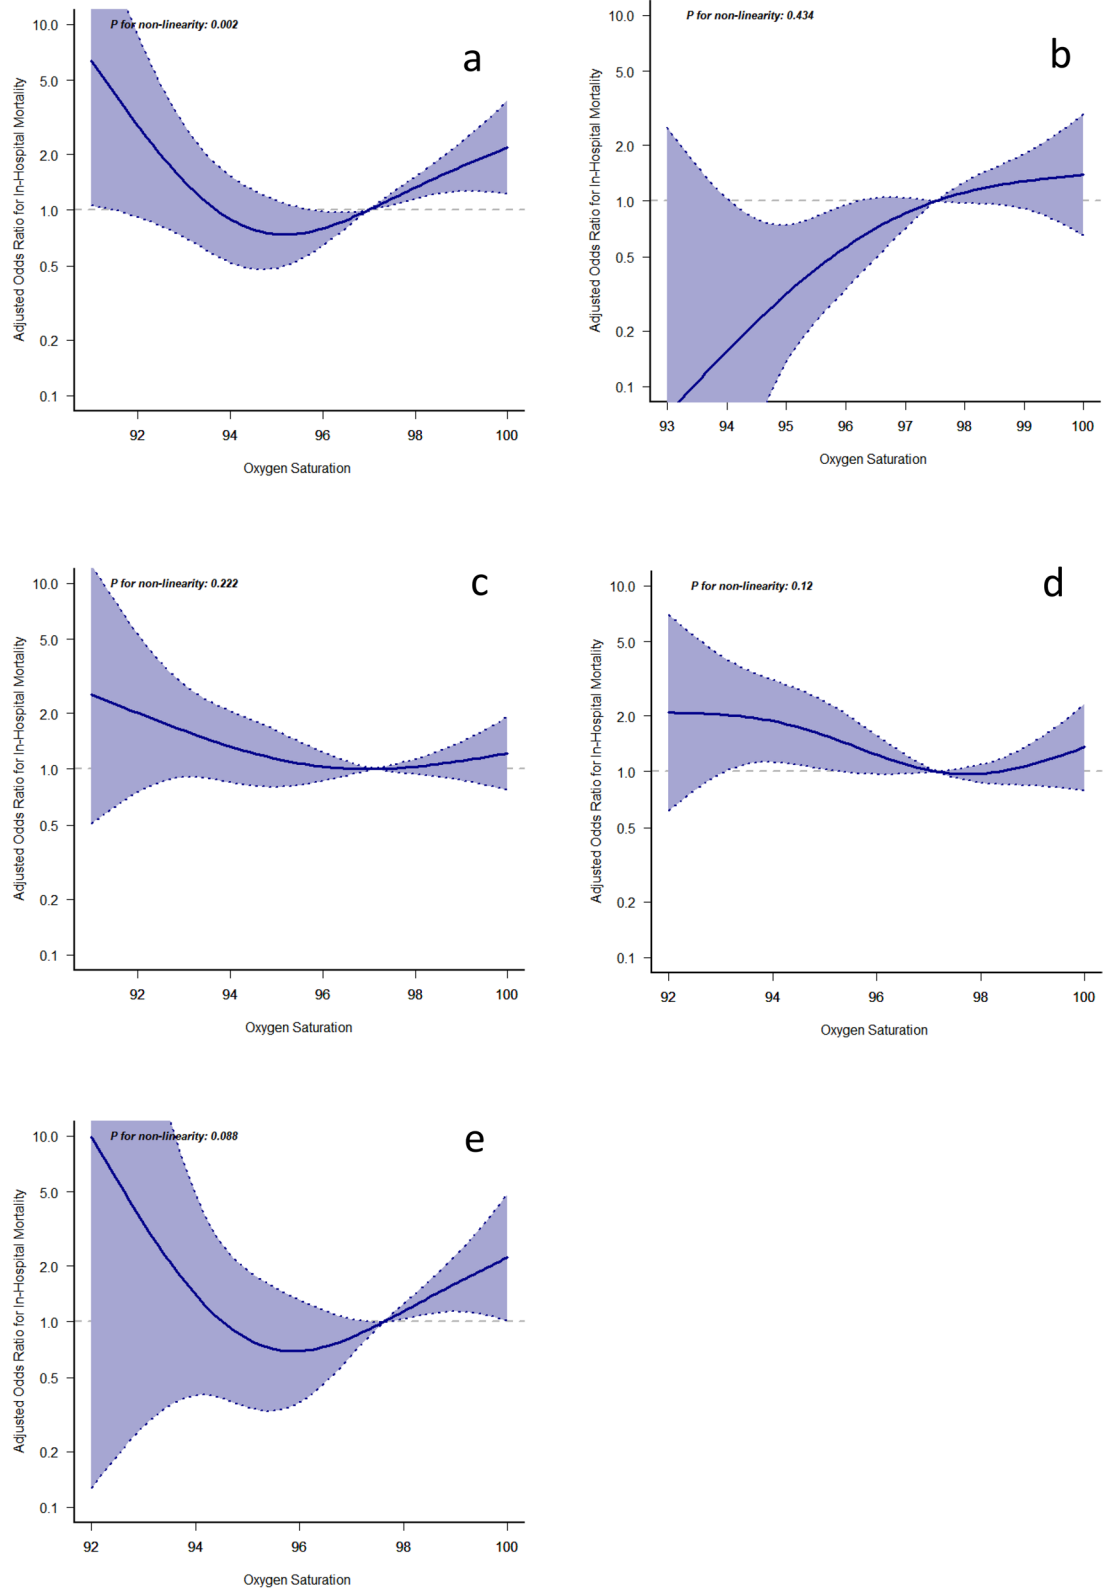 P for non-linearity: 0.002
a
Adjusted Odds Ratio for In-Hospital Mortality
10.0
5.0
2.0
1.0
0.5
0.2
0.1
92 94 96 98 100
Oxygen Saturation
P for non-linearity: 0.434
b
Adjusted Odds Ratio for In-Hospital Mortality
10.0
5.0
2.0
1.0
0.5
0.2
0.1
93 94 95 96 97 98 99 100
Oxygen Saturation
P for non-linearity: 0.222
c
Adjusted Odds Ratio for In-Hospital Mortality
10.0
5.0
2.0
1.0
0.5
0.2
0.1
92 94 96 98 100
Oxygen Saturation
P for non-linearity: 0.12
d
Adjusted Odds Ratio for In-Hospital Mortality
10.0
5.0
2.0
1.0
0.5
0.2
0.1
92 94 96 98 100
Oxygen Saturation
P for non-linearity: 0.088
e
Adjusted Odds Ratio for In-Hospital Mortality
10.0
5.0
2.0
1.0
0.5
0.2
0.1
92 94 96 98 100
Oxygen Saturation